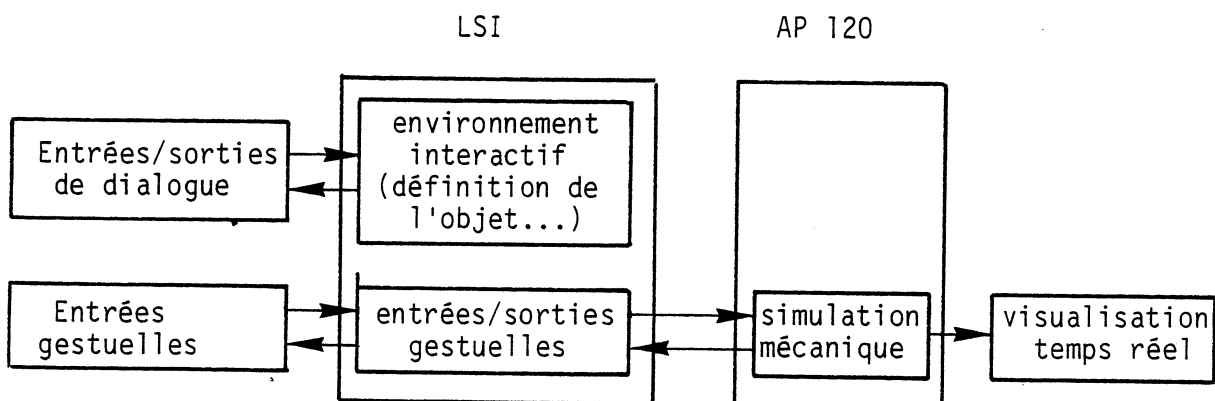 LSI
AP 120
Entrées/sorties
de dialogue
environnement
interactif
(définition de
l'objet...)
Entrées
gestuelles
entrées/sorties
gestuelles
simulation
mécanique
visualisation
temps réel